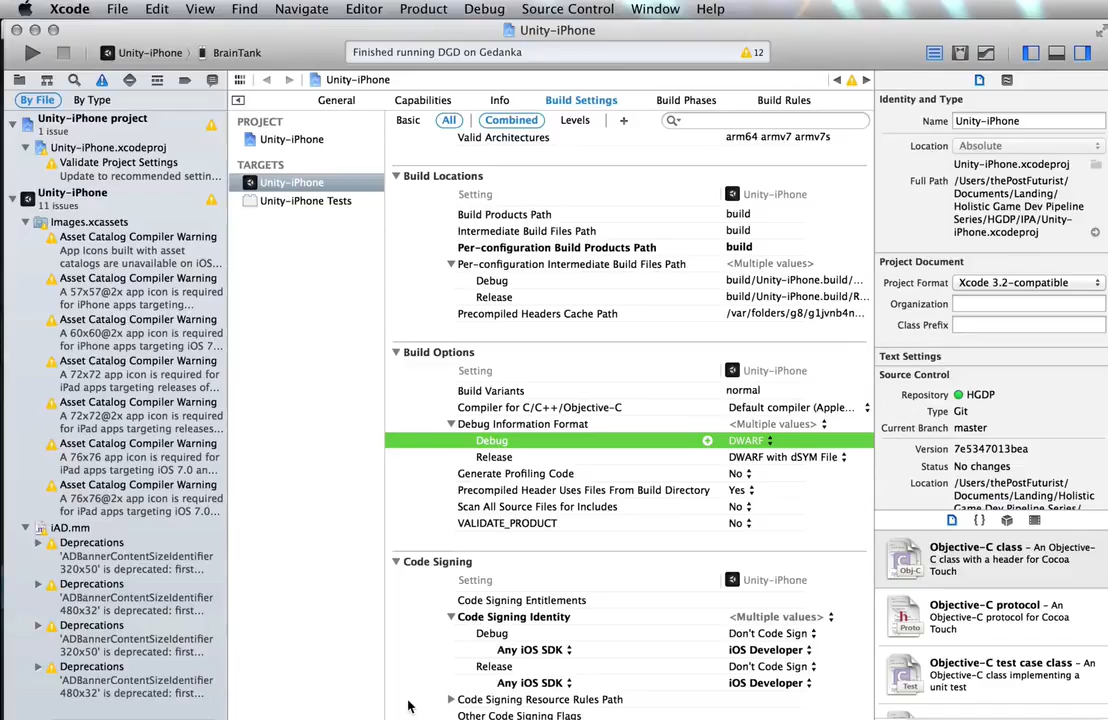 Xcode File Edit View Find Navigate Editor Product Debug Source Control Window Help
Unity-iPhone
Unity-iPhone BrainTank
Finished running DGD on Gedanka
12
Unity-iPhone
By File By Type
Unity-iPhone project
1 issue
Unity-iPhone.xcodeproj
Validate Project Settings
Update to recommended settin...
Unity-iPhone
11 issues
Images.xcassets
Asset Catalog Compiler Warning
App Icons built with asset
catalogs are unavailable on iOS...
Asset Catalog Compiler Warning
A 57x57@2x app icon is required
for iPhone apps targeting...
Asset Catalog Compiler Warning
A 60x60@2x app icon is required
for iPhone apps targeting iOS 7...
Asset Catalog Compiler Warning
A 72x72 app icon is required for
iPad apps targeting releases of...
Asset Catalog Compiler Warning
A 72x72@2x app icon is required
for iPad apps targeting releases...
Asset Catalog Compiler Warning
A 76x76 app icon is required for
iPad apps targeting iOS 7.0 an...
Asset Catalog Compiler Warning
A 76x76@2x app icon is required
for iPad apps targeting iOS 7.0...
iAD.mm
Deprecations
'ADBannerContentSizeIdentifier
320x50' is deprecated: first...
Deprecations
'ADBannerContentSizeIdentifier
480x32' is deprecated: first...
Deprecations
'ADBannerContentSizeIdentifier
320x50' is deprecated: first...
Deprecations
'ADBannerContentSizeIdentifier
480x32' is deprecated: first...
General Capabilities Info Build Settings Build Phases Build Rules
PROJECT
Unity-iPhone
TARGETS
Unity-iPhone
Unity-iPhone Tests
Basic All Combined Levels +
Valid Architectures arm64 armv7 armv7s
Build Locations
Setting Unity-iPhone
Build Products Path build
Intermediate Build Files Path build
Per-configuration Build Products Path build
Per-configuration Intermediate Build Files Path <Multiple values>
Debug build/Unity-iPhone.build/...
Release build/Unity-iPhone.build/R...
Precompiled Headers Cache Path /var/folders/g8/g1jvnb4n...
Build Options
Setting Unity-iPhone
Build Variants normal
Compiler for C/C++/Objective-C Default compiler (Apple...
Debug Information Format <Multiple values>
Debug DWARF
Release DWARF with dSYM File
Generate Profiling Code No
Precompiled Header Uses Files From Build Directory Yes
Scan All Source Files for Includes No
VALIDATE_PRODUCT No
Code Signing
Setting Unity-iPhone
Code Signing Entitlements
Code Signing Identity <Multiple values>
Debug Don't Code Sign
Any iOS SDK iOS Developer
Release Don't Code Sign
Any iOS SDK iOS Developer
Code Signing Resource Rules Path
Other Code Signing Flags
Identity and Type
Name Unity-iPhone
Location Absolute
Unity-iPhone.xcodeproj
Full Path /Users/thePostFuturist/
Documents/Landing/
Holistic Game Dev Pipeline
Series/HGDP/IPA/Unity-
iPhone.xcodeproj
Project Document
Project Format Xcode 3.2-compatible
Organization
Class Prefix
Text Settings
Source Control
Repository HGDP
Type Git
Current Branch master
Version 7e5347013bea
Status No changes
Location /Users/thePostFuturist/
Documents/Landing/Holistic
Game Dev Pipeline Series/
{ }
Obj-C
Objective-C class - An Objective-
C class with a header for Cocoa
Touch
Proto
Objective-C protocol - An
Objective-C protocol for Cocoa
Touch
Test
Objective-C test case class - An
Objective-C class implementing a
unit test